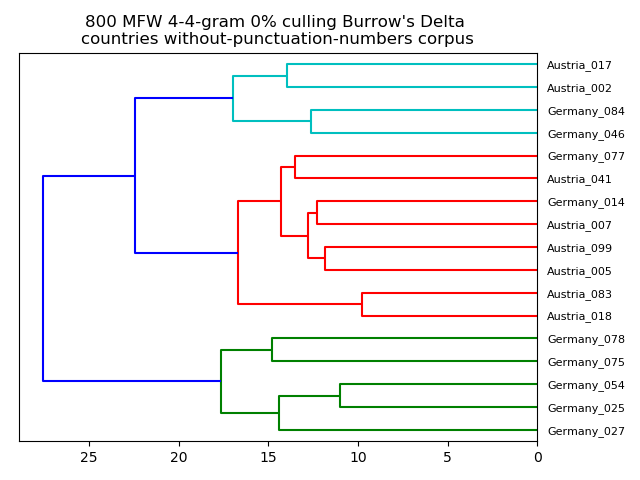 800 MFW 4-4-gram 0% culling Burrow's Delta
countries without-punctuation-numbers corpus
Austria_017
Austria_002
Germany_084
Germany_046
Germany_077
Austria_041
Germany_014
Austria_007
Austria_099
Austria_005
Austria_083
Austria_018
Germany_078
Germany_075
Germany_054
Germany_025
Germany_027
25 20 15 10 5 0